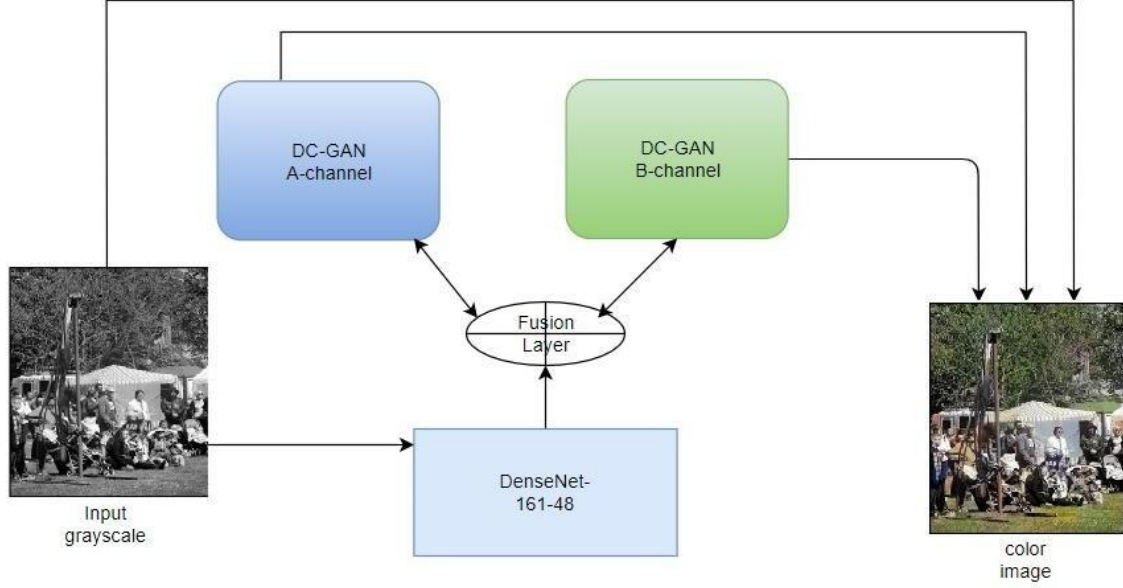 DC-GAN
A-channel
DC-GAN
B-channel
Fusion
Layer
DenseNet-
161-48
Input
grayscale
color
image